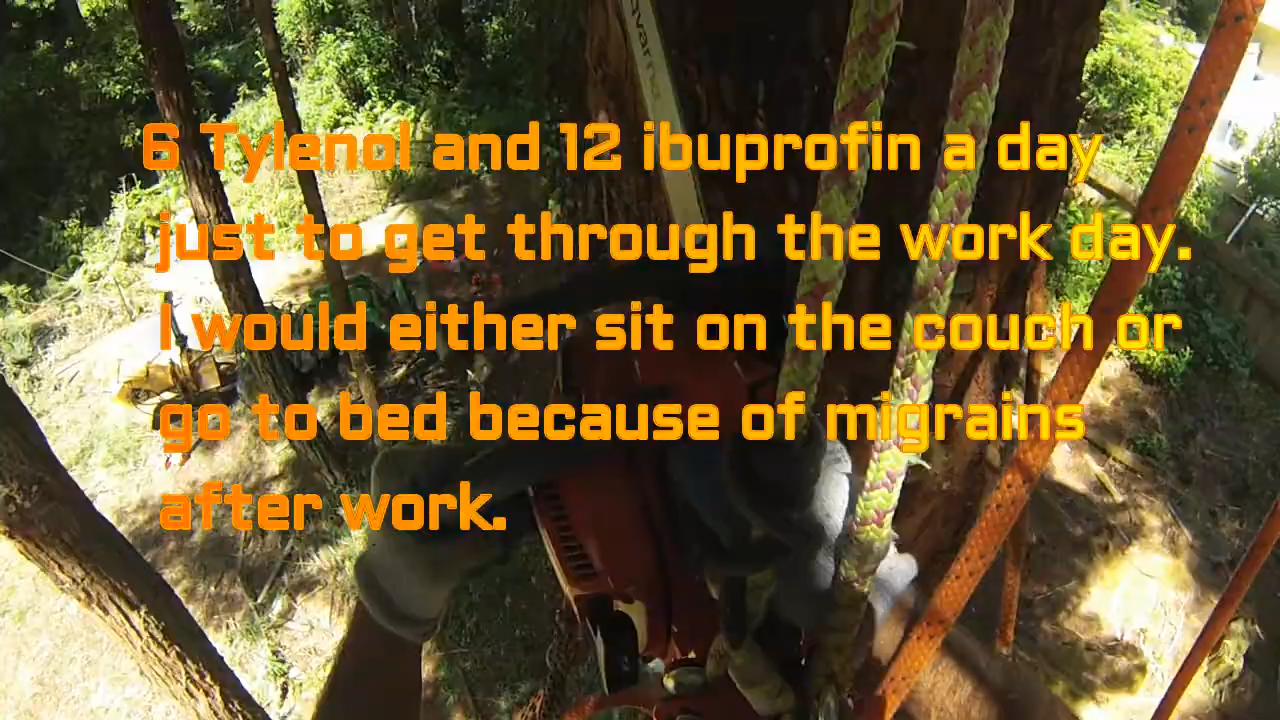 qvarna
6 Tylenol and 12 ibuprofin a day
just to get through the work day.
I would either sit on the couch or
go to bed because of migrains
after work.